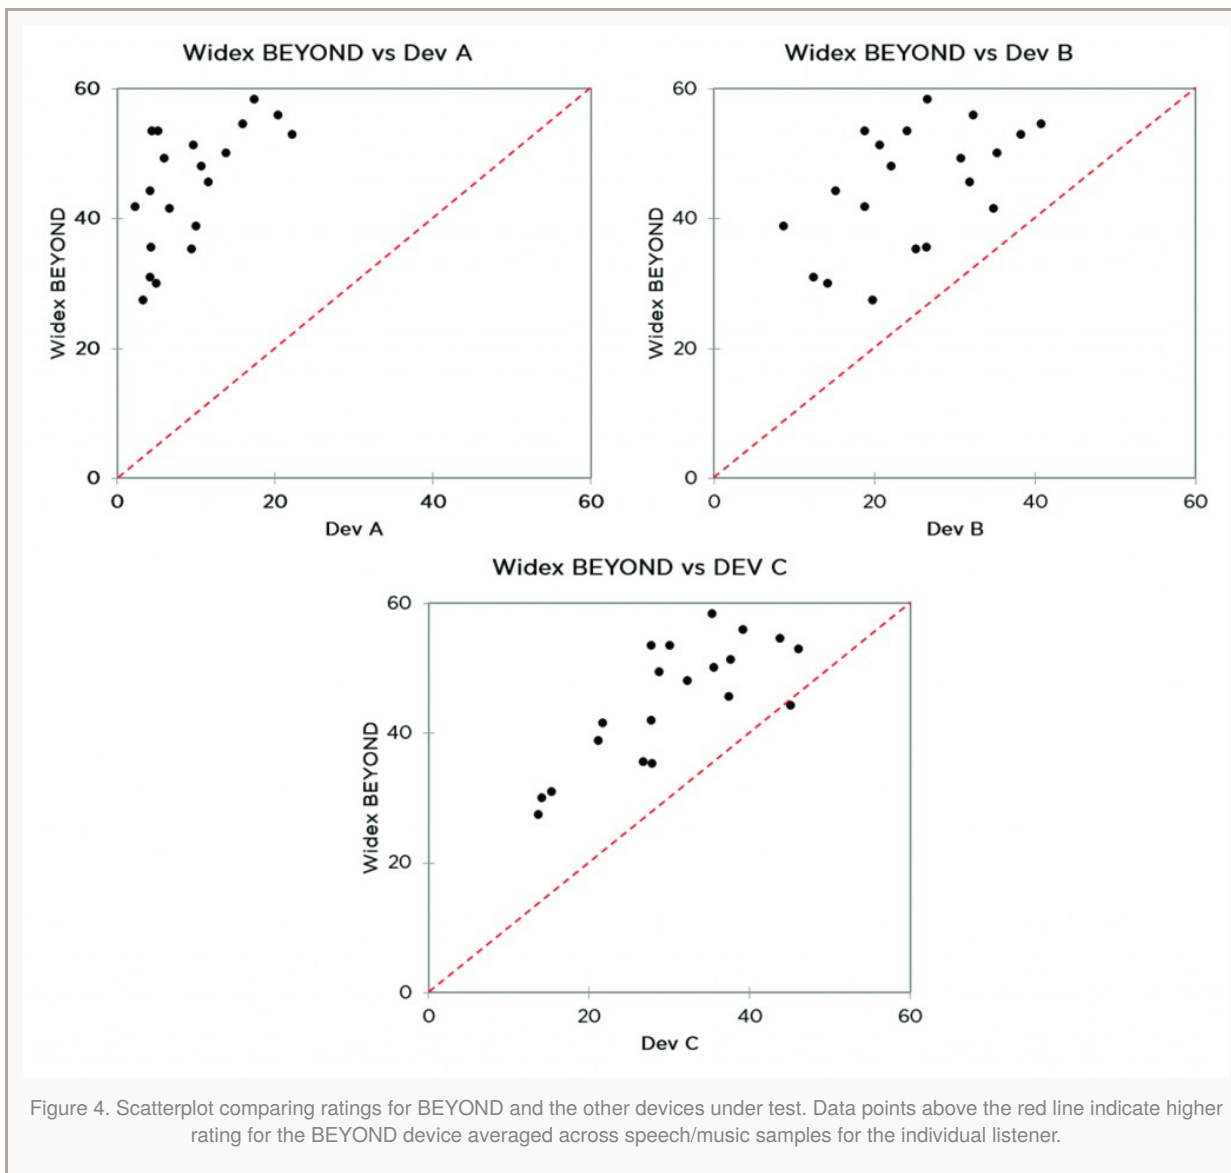 Widex BEYOND vs Dev A
60
40
20
0
Widex BEYOND
0 20 40 60
Dev A
Widex BEYOND vs Dev B
60
40
20
0
Widex BEYOND
0 20 40 60
Dev B
Widex BEYOND vs DEV C
60
40
20
0
Widex BEYOND
0 20 40 60
Dev C
Figure 4. Scatterplot comparing ratings for BEYOND and the other devices under test. Data points above the red line indicate higher
rating for the BEYOND device averaged across speech/music samples for the individual listener.